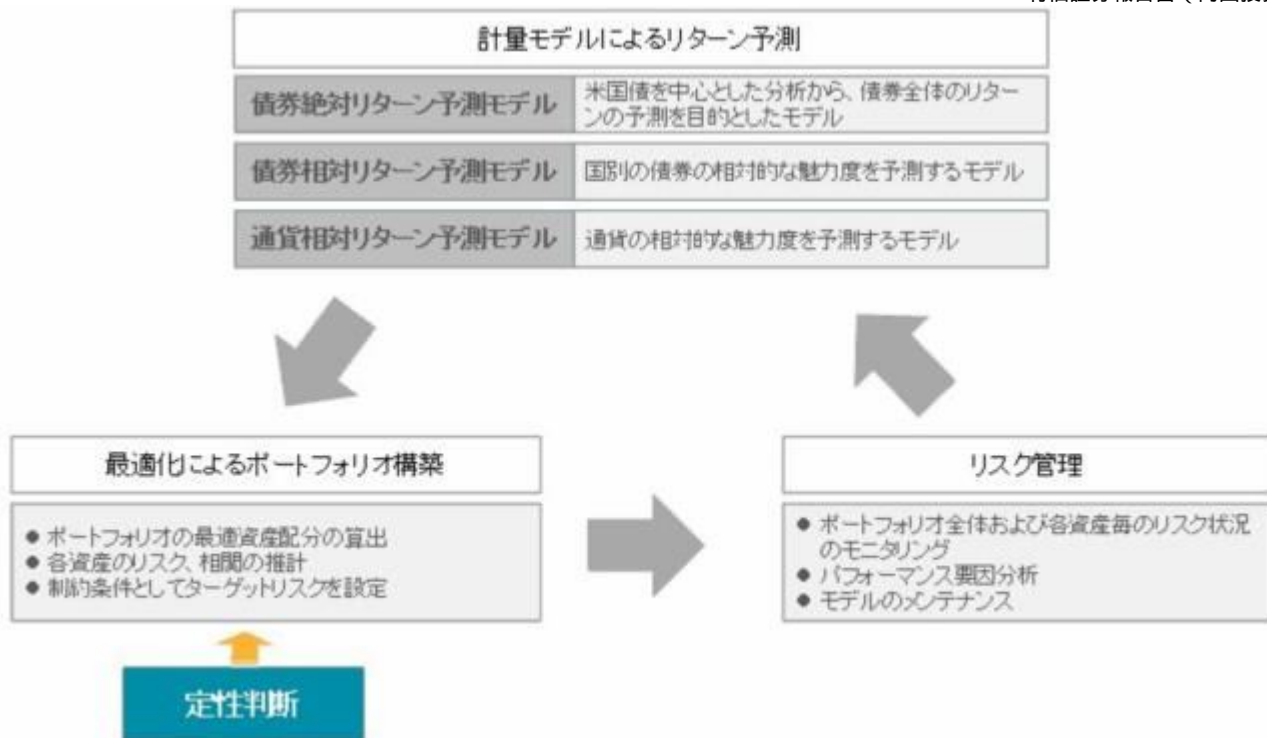 計量モデルによるリターン予測
債券絶対リターン予測モデル
米国債を中心とした分析から、債券全体のリター
ンの予測を目的としたモデル
債券相対リターン予測モデル
国別の債券の相対的な魅力度を予測するモデル
通貨相対リターン予測モデル
通貨の相対的な魅力度を予測するモデル
最適化によるポートフォリオ構築
● ポートフォリオの最適資産配分の算出
● 各資産のリスク、相関の推計
● 制約条件としてターゲットリスクを設定
リスク管理
● ポートフォリオ全体および各資産毎のリスク状況
のモニタリング
● パフォーマンス要因分析
● モデルのメンテナンス
定性判断